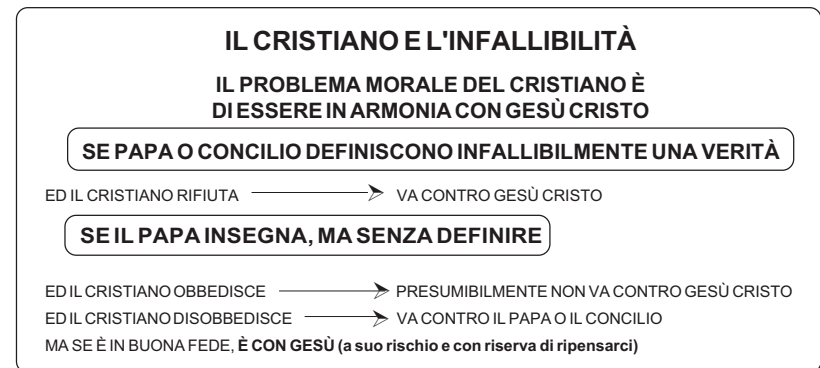 IL CRISTIANO E L'INFALLIBILITÀ
IL PROBLEMA MORALE DEL CRISTIANO È
DI ESSERE IN ARMONIA CON GESÙ CRISTO
SE PAPA O CONCILIO DEFINISCONO INFALLIBILMENTE UNA VERITÀ
ED IL CRISTIANO RIFIUTA VA CONTRO GESÙ CRISTO
SE IL PAPA INSEGNA, MA SENZA DEFINIRE
ED IL CRISTIANO OBBEDISCE PRESUMIBILMENTE NON VA CONTRO GESÙ CRISTO
ED IL CRISTIANO DISOBBEDISCE VA CONTRO IL PAPA O IL CONCILIO
MA SE È IN BUONA FEDE, È CON GESÙ (a suo rischio e con riserva di ripensarci)